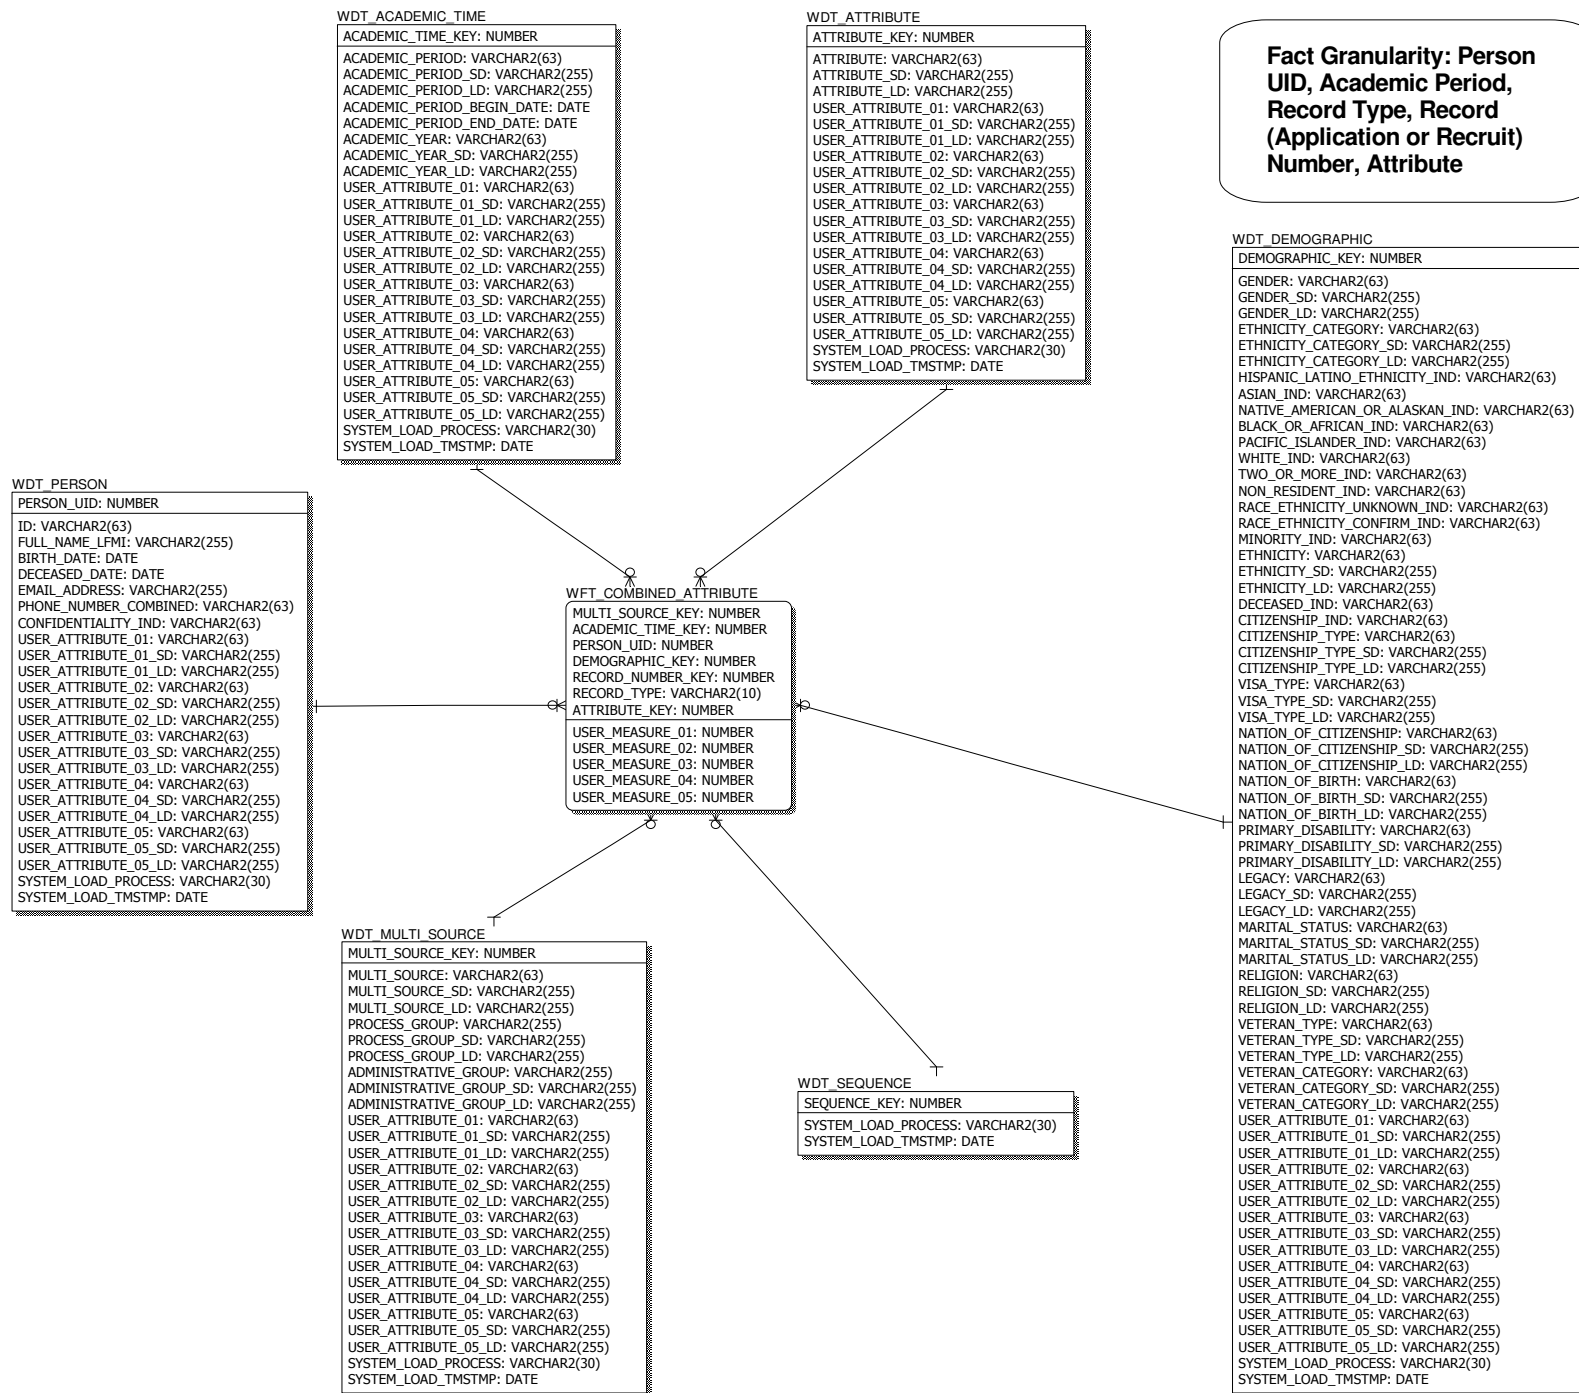 WDT_ACADEMIC_TIME
ACADEMIC_TIME_KEY: NUMBER
ACADEMIC_PERIOD: VARCHAR2(63)
ACADEMIC_PERIOD_SD: VARCHAR2(255)
ACADEMIC_PERIOD_LD: VARCHAR2(255)
ACADEMIC_PERIOD_BEGIN_DATE: DATE
ACADEMIC_PERIOD_END_DATE: DATE
ACADEMIC_YEAR: VARCHAR2(63)
ACADEMIC_YEAR_SD: VARCHAR2(255)
ACADEMIC_YEAR_LD: VARCHAR2(255)
USER_ATTRIBUTE_01: VARCHAR2(63)
USER_ATTRIBUTE_01_SD: VARCHAR2(255)
USER_ATTRIBUTE_01_LD: VARCHAR2(255)
USER_ATTRIBUTE_02: VARCHAR2(63)
USER_ATTRIBUTE_02_SD: VARCHAR2(255)
USER_ATTRIBUTE_02_LD: VARCHAR2(255)
USER_ATTRIBUTE_03: VARCHAR2(63)
USER_ATTRIBUTE_03_SD: VARCHAR2(255)
USER_ATTRIBUTE_03_LD: VARCHAR2(255)
USER_ATTRIBUTE_04: VARCHAR2(63)
USER_ATTRIBUTE_04_SD: VARCHAR2(255)
USER_ATTRIBUTE_04_LD: VARCHAR2(255)
USER_ATTRIBUTE_05: VARCHAR2(63)
USER_ATTRIBUTE_05_SD: VARCHAR2(255)
USER_ATTRIBUTE_05_LD: VARCHAR2(255)
SYSTEM_LOAD_PROCESS: VARCHAR2(30)
SYSTEM_LOAD_TMSTMP: DATE
WDT_ATTRIBUTE
ATTRIBUTE_KEY: NUMBER
ATTRIBUTE: VARCHAR2(63)
ATTRIBUTE_SD: VARCHAR2(255)
ATTRIBUTE_LD: VARCHAR2(255)
USER_ATTRIBUTE_01: VARCHAR2(63)
USER_ATTRIBUTE_01_SD: VARCHAR2(255)
USER_ATTRIBUTE_01_LD: VARCHAR2(255)
USER_ATTRIBUTE_02: VARCHAR2(63)
USER_ATTRIBUTE_02_SD: VARCHAR2(255)
USER_ATTRIBUTE_02_LD: VARCHAR2(255)
USER_ATTRIBUTE_03: VARCHAR2(63)
USER_ATTRIBUTE_03_SD: VARCHAR2(255)
USER_ATTRIBUTE_03_LD: VARCHAR2(255)
USER_ATTRIBUTE_04: VARCHAR2(63)
USER_ATTRIBUTE_04_SD: VARCHAR2(255)
USER_ATTRIBUTE_04_LD: VARCHAR2(255)
USER_ATTRIBUTE_05: VARCHAR2(63)
USER_ATTRIBUTE_05_SD: VARCHAR2(255)
USER_ATTRIBUTE_05_LD: VARCHAR2(255)
SYSTEM_LOAD_PROCESS: VARCHAR2(30)
SYSTEM_LOAD_TMSTMP: DATE
Fact Granularity: Person
UID, Academic Period,
Record Type, Record
(Application or Recruit)
Number, Attribute
WDT_PERSON
PERSON_UID: NUMBER
ID: VARCHAR2(63)
FULL_NAME_LFMI: VARCHAR2(255)
BIRTH_DATE: DATE
DECEASED_DATE: DATE
EMAIL_ADDRESS: VARCHAR2(255)
PHONE_NUMBER_COMBINED: VARCHAR2(63)
CONFIDENTIALITY_IND: VARCHAR2(63)
USER_ATTRIBUTE_01: VARCHAR2(63)
USER_ATTRIBUTE_01_SD: VARCHAR2(255)
USER_ATTRIBUTE_01_LD: VARCHAR2(255)
USER_ATTRIBUTE_02: VARCHAR2(63)
USER_ATTRIBUTE_02_SD: VARCHAR2(255)
USER_ATTRIBUTE_02_LD: VARCHAR2(255)
USER_ATTRIBUTE_03: VARCHAR2(63)
USER_ATTRIBUTE_03_SD: VARCHAR2(255)
USER_ATTRIBUTE_03_LD: VARCHAR2(255)
USER_ATTRIBUTE_04: VARCHAR2(63)
USER_ATTRIBUTE_04_SD: VARCHAR2(255)
USER_ATTRIBUTE_04_LD: VARCHAR2(255)
USER_ATTRIBUTE_05: VARCHAR2(63)
USER_ATTRIBUTE_05_SD: VARCHAR2(255)
USER_ATTRIBUTE_05_LD: VARCHAR2(255)
SYSTEM_LOAD_PROCESS: VARCHAR2(30)
SYSTEM_LOAD_TMSTMP: DATE
WFT_COMBINED_ATTRIBUTE
MULTI_SOURCE_KEY: NUMBER
ACADEMIC_TIME_KEY: NUMBER
PERSON_UID: NUMBER
DEMOGRAPHIC_KEY: NUMBER
RECORD_NUMBER_KEY: NUMBER
RECORD_TYPE: VARCHAR2(10)
ATTRIBUTE_KEY: NUMBER
USER_MEASURE_01: NUMBER
USER_MEASURE_02: NUMBER
USER_MEASURE_03: NUMBER
USER_MEASURE_04: NUMBER
USER_MEASURE_05: NUMBER
WDT_DEMOGRAPHIC
DEMOGRAPHIC_KEY: NUMBER
GENDER: VARCHAR2(63)
GENDER_SD: VARCHAR2(255)
GENDER_LD: VARCHAR2(255)
ETHNICITY_CATEGORY: VARCHAR2(63)
ETHNICITY_CATEGORY_SD: VARCHAR2(255)
ETHNICITY_CATEGORY_LD: VARCHAR2(255)
HISPANIC_LATINO_ETHNICITY_IND: VARCHAR2(63)
ASIAN_IND: VARCHAR2(63)
NATIVE_AMERICAN_OR_ALASKAN_IND: VARCHAR2(63)
BLACK_OR_AFRICAN_IND: VARCHAR2(63)
PACIFIC_ISLANDER_IND: VARCHAR2(63)
WHITE_IND: VARCHAR2(63)
TWO_OR_MORE_IND: VARCHAR2(63)
NON_RESIDENT_IND: VARCHAR2(63)
RACE_ETHNICITY_UNKNOWN_IND: VARCHAR2(63)
RACE_ETHNICITY_CONFIRM_IND: VARCHAR2(63)
MINORITY_IND: VARCHAR2(63)
ETHNICITY: VARCHAR2(63)
ETHNICITY_SD: VARCHAR2(255)
ETHNICITY_LD: VARCHAR2(255)
DECEASED_IND: VARCHAR2(63)
CITIZENSHIP_IND: VARCHAR2(63)
CITIZENSHIP_TYPE: VARCHAR2(63)
CITIZENSHIP_TYPE_SD: VARCHAR2(255)
CITIZENSHIP_TYPE_LD: VARCHAR2(255)
VISA_TYPE: VARCHAR2(63)
VISA_TYPE_SD: VARCHAR2(255)
VISA_TYPE_LD: VARCHAR2(255)
NATION_OF_CITIZENSHIP: VARCHAR2(63)
NATION_OF_CITIZENSHIP_SD: VARCHAR2(255)
NATION_OF_CITIZENSHIP_LD: VARCHAR2(255)
NATION_OF_BIRTH: VARCHAR2(63)
NATION_OF_BIRTH_SD: VARCHAR2(255)
NATION_OF_BIRTH_LD: VARCHAR2(255)
PRIMARY_DISABILITY: VARCHAR2(63)
PRIMARY_DISABILITY_SD: VARCHAR2(255)
PRIMARY_DISABILITY_LD: VARCHAR2(255)
LEGACY: VARCHAR2(63)
LEGACY_SD: VARCHAR2(255)
LEGACY_LD: VARCHAR2(255)
MARITAL_STATUS: VARCHAR2(63)
MARITAL_STATUS_SD: VARCHAR2(255)
MARITAL_STATUS_LD: VARCHAR2(255)
RELIGION: VARCHAR2(63)
RELIGION_SD: VARCHAR2(255)
RELIGION_LD: VARCHAR2(255)
VETERAN_TYPE: VARCHAR2(63)
VETERAN_TYPE_SD: VARCHAR2(255)
VETERAN_TYPE_LD: VARCHAR2(255)
VETERAN_CATEGORY: VARCHAR2(63)
VETERAN_CATEGORY_SD: VARCHAR2(255)
VETERAN_CATEGORY_LD: VARCHAR2(255)
USER_ATTRIBUTE_01: VARCHAR2(63)
USER_ATTRIBUTE_01_SD: VARCHAR2(255)
USER_ATTRIBUTE_01_LD: VARCHAR2(255)
USER_ATTRIBUTE_02: VARCHAR2(63)
USER_ATTRIBUTE_02_SD: VARCHAR2(255)
USER_ATTRIBUTE_02_LD: VARCHAR2(255)
USER_ATTRIBUTE_03: VARCHAR2(63)
USER_ATTRIBUTE_03_SD: VARCHAR2(255)
USER_ATTRIBUTE_03_LD: VARCHAR2(255)
USER_ATTRIBUTE_04: VARCHAR2(63)
USER_ATTRIBUTE_04_SD: VARCHAR2(255)
USER_ATTRIBUTE_04_LD: VARCHAR2(255)
USER_ATTRIBUTE_05: VARCHAR2(63)
USER_ATTRIBUTE_05_SD: VARCHAR2(255)
USER_ATTRIBUTE_05_LD: VARCHAR2(255)
SYSTEM_LOAD_PROCESS: VARCHAR2(30)
SYSTEM_LOAD_TMSTMP: DATE
WDT_MULTI_SOURCE
MULTI_SOURCE_KEY: NUMBER
MULTI_SOURCE: VARCHAR2(63)
MULTI_SOURCE_SD: VARCHAR2(255)
MULTI_SOURCE_LD: VARCHAR2(255)
PROCESS_GROUP: VARCHAR2(255)
PROCESS_GROUP_SD: VARCHAR2(255)
PROCESS_GROUP_LD: VARCHAR2(255)
ADMINISTRATIVE_GROUP: VARCHAR2(255)
ADMINISTRATIVE_GROUP_SD: VARCHAR2(255)
ADMINISTRATIVE_GROUP_LD: VARCHAR2(255)
USER_ATTRIBUTE_01: VARCHAR2(63)
USER_ATTRIBUTE_01_SD: VARCHAR2(255)
USER_ATTRIBUTE_01_LD: VARCHAR2(255)
USER_ATTRIBUTE_02: VARCHAR2(63)
USER_ATTRIBUTE_02_SD: VARCHAR2(255)
USER_ATTRIBUTE_02_LD: VARCHAR2(255)
USER_ATTRIBUTE_03: VARCHAR2(63)
USER_ATTRIBUTE_03_SD: VARCHAR2(255)
USER_ATTRIBUTE_03_LD: VARCHAR2(255)
USER_ATTRIBUTE_04: VARCHAR2(63)
USER_ATTRIBUTE_04_SD: VARCHAR2(255)
USER_ATTRIBUTE_04_LD: VARCHAR2(255)
USER_ATTRIBUTE_05: VARCHAR2(63)
USER_ATTRIBUTE_05_SD: VARCHAR2(255)
USER_ATTRIBUTE_05_LD: VARCHAR2(255)
SYSTEM_LOAD_PROCESS: VARCHAR2(30)
SYSTEM_LOAD_TMSTMP: DATE
WDT_SEQUENCE
SEQUENCE_KEY: NUMBER
SYSTEM_LOAD_PROCESS: VARCHAR2(30)
SYSTEM_LOAD_TMSTMP: DATE